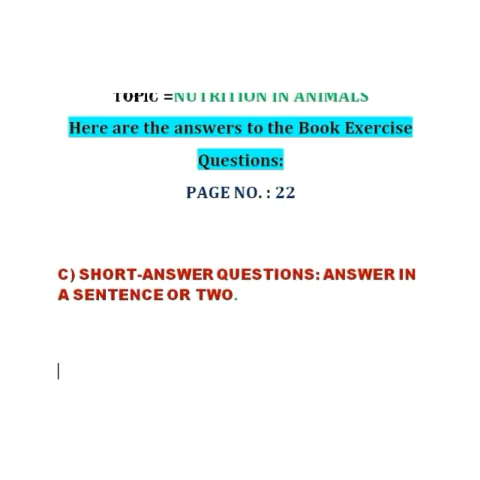 TOPIC =NUTRITION IN ANIMALS
Here are the answers to the Book Exercise
Questions:
PAGE NO. : 22
C) SHORT-ANSWER QUESTIONS: ANSWER IN
A SENTENCE OR TWO.